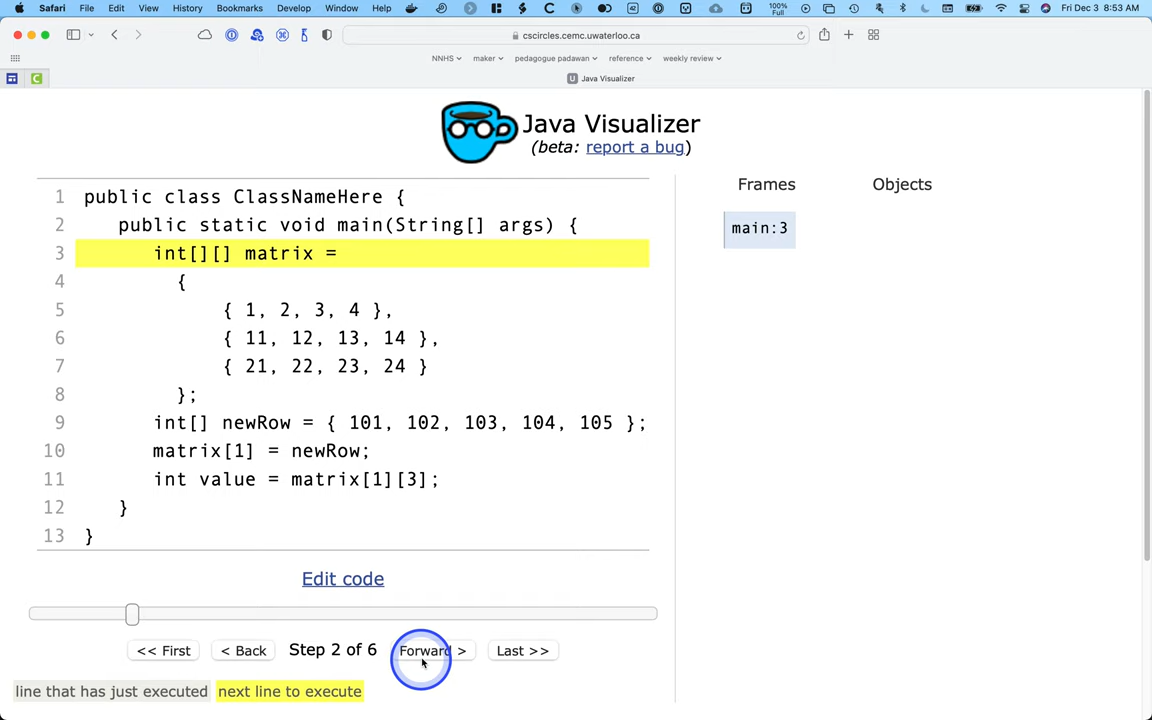 Safari File Edit View History Bookmarks Develop Window Help 100% Full Fri Dec 3 8:53 AM
cscircles.cemc.uwaterloo.ca
NNHS maker pedagogue padawan reference weekly review
Java Visualizer
Java Visualizer
(beta: report a bug)
Frames Objects
main:3
1 public class ClassNameHere {
2 public static void main(String[] args) {
3 int[][] matrix =
4 {
5 { 1, 2, 3, 4 },
6 { 11, 12, 13, 14 },
7 { 21, 22, 23, 24 }
8 };
9 int[] newRow = { 101, 102, 103, 104, 105 };
10 matrix[1] = newRow;
11 int value = matrix[1][3];
12 }
13 }
Edit code
<< First < Back Step 2 of 6 Forward > Last >>
line that has just executed next line to execute